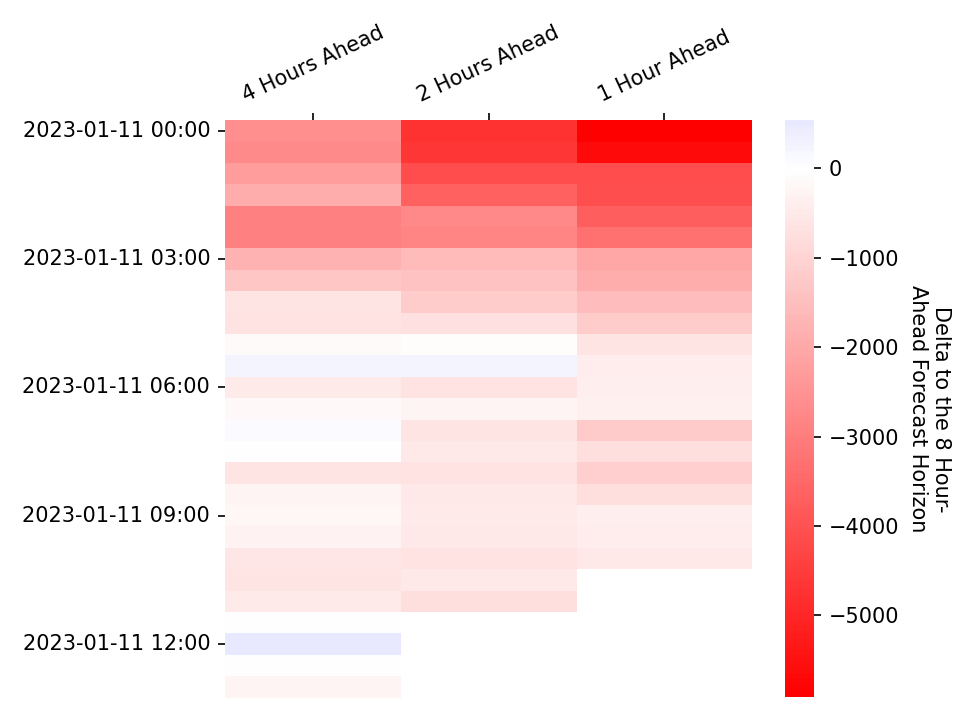 4 Hours Ahead
2 Hours Ahead
1 Hour Ahead
2023-01-11 00:00
2023-01-11 03:00
2023-01-11 06:00
2023-01-11 09:00
2023-01-11 12:00
0
−1000
−2000
−3000
−4000
−5000
Delta to the 8 Hour-
Ahead Forecast Horizon